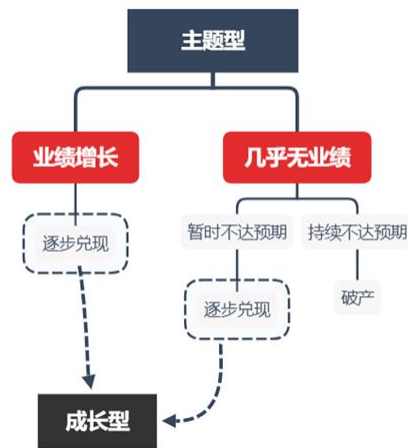 主题型
业绩增长
几乎无业绩
逐步兑现
暂时不达预期
持续不达预期
逐步兑现
破产
成长型